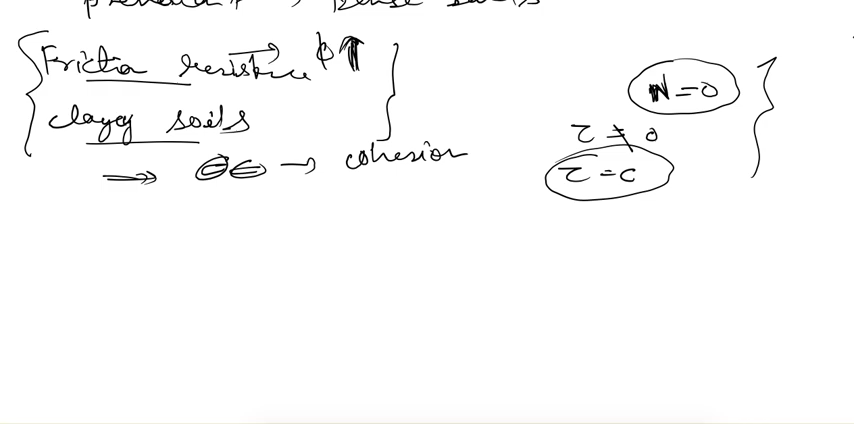 Friction resistance ϕ ↑
N = 0
clayey soils
τ ≠ 0
→ cohesion
τ = c